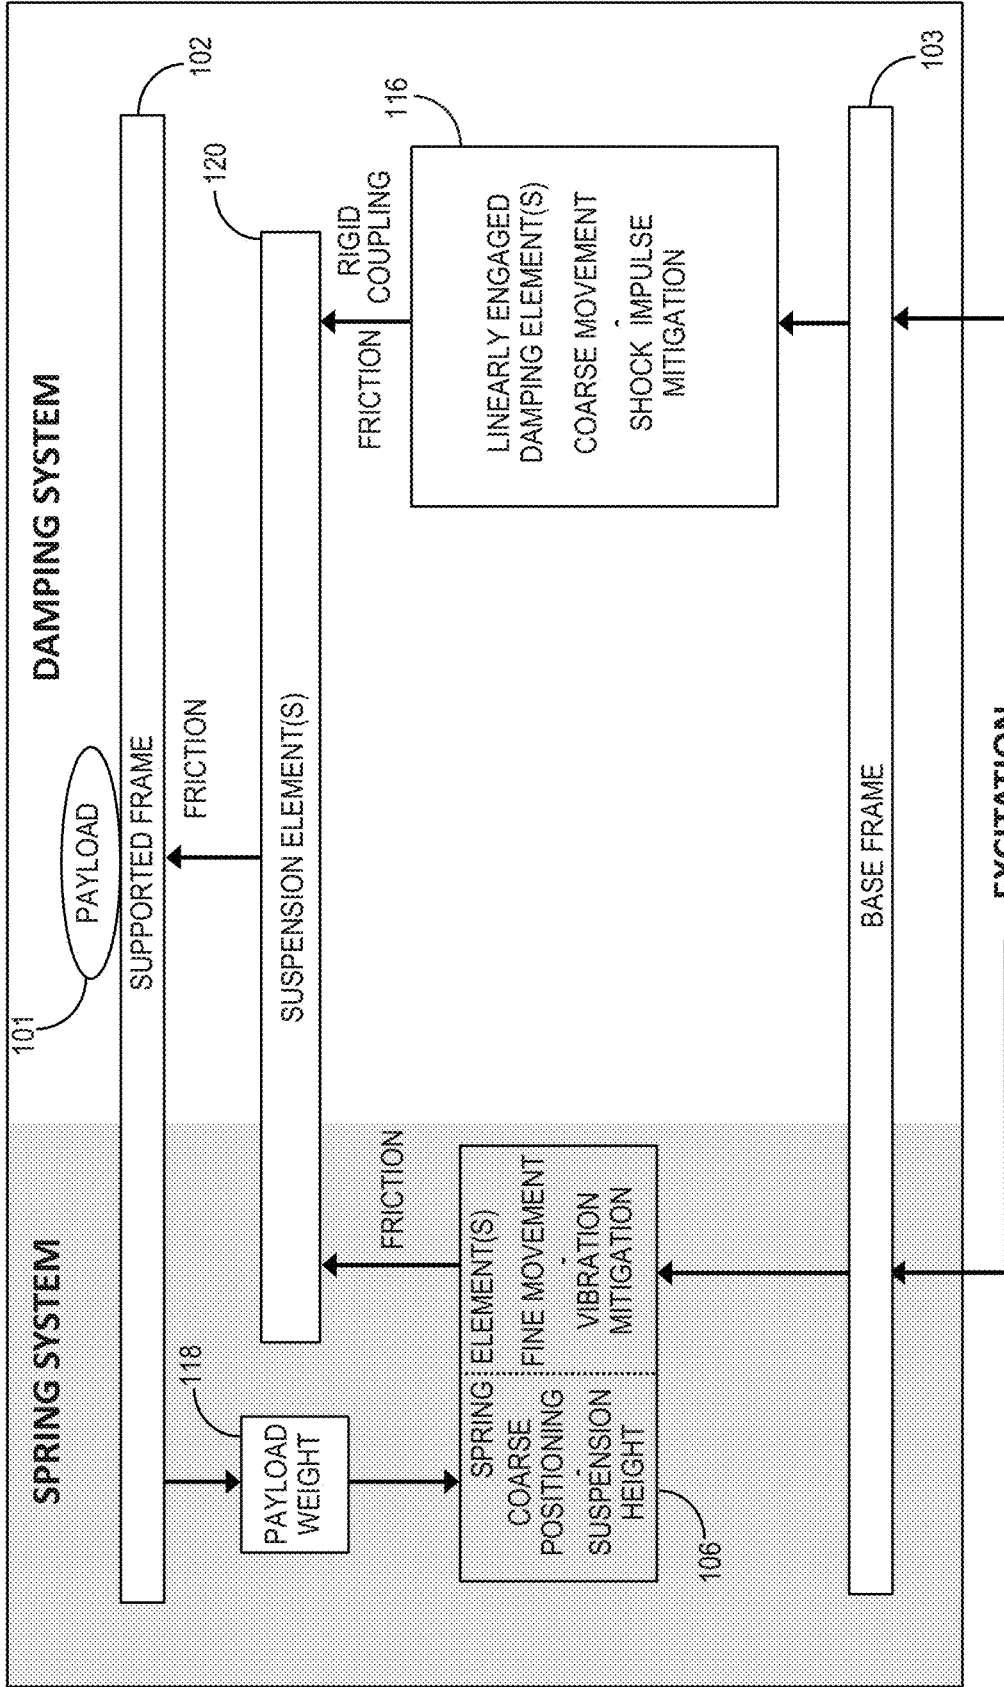 SPRING SYSTEM
DAMPING SYSTEM
101
PAYLOAD
102
SUPPORTED FRAME
118
PAYLOAD
WEIGHT
FRICTION
120
SUSPENSION ELEMENT(S)
FRICTION
FRICTION
RIGID
COUPLING
116
SPRING ELEMENT(S)
COARSE
POSITIONING
-
SUSPENSION
HEIGHT
FINE MOVEMENT
-
VIBRATION
MITIGATION
106
LINEARLY ENGAGED
DAMPING ELEMENT(S)
COARSE MOVEMENT
-
SHOCK IMPULSE
MITIGATION
BASE FRAME
103
EXCITATION